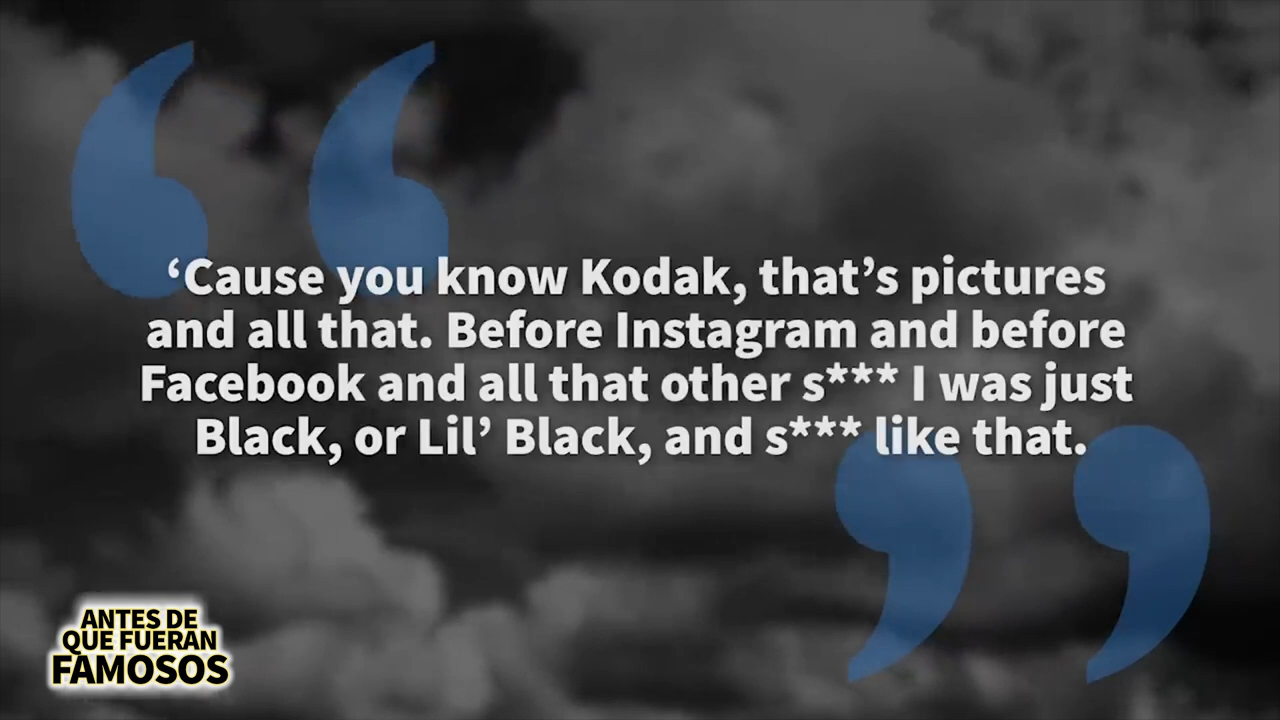 ‘Cause you know Kodak, that’s pictures
and all that. Before Instagram and before
Facebook and all that other s*** I was just
Black, or Lil’ Black, and s*** like that.
ANTES DE
QUE FUERAN
FAMOSOS